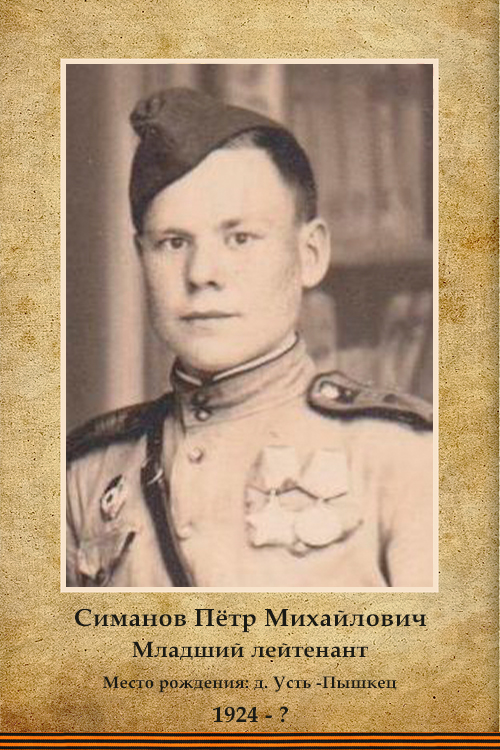 Симанов Пётр Михайлович
Младший лейтенант
Место рождения: д. Усть -Пышкец
1924 - ?